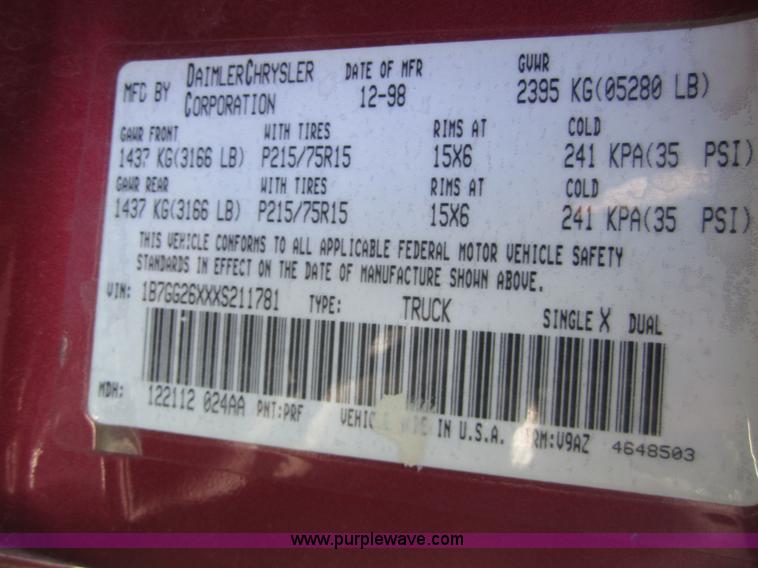 MFD BY DAIMLERCHRYSLER CORPORATION DATE OF MFR 12-98 GVWR 2395 KG(05280 LB)
GAWR FRONT WITH TIRES RIMS AT COLD
1437 KG(3166 LB) P215/75R15 15X6 241 KPA(35 PSI)
GAWR REAR WITH TIRES RIMS AT COLD
1437 KG(3166 LB) P215/75R15 15X6 241 KPA(35 PSI)
THIS VEHICLE CONFORMS TO ALL APPLICABLE FEDERAL MOTOR VEHICLE SAFETY
STANDARDS IN EFFECT ON THE DATE OF MANUFACTURE SHOWN ABOVE.
VIN: 1B7GG26XXXS211781 TYPE: TRUCK SINGLE X DUAL
MDH: 122112 024AA PNT:PRF IN U.S.A. TRM:V9AZ 4648503
www.purplewave.com